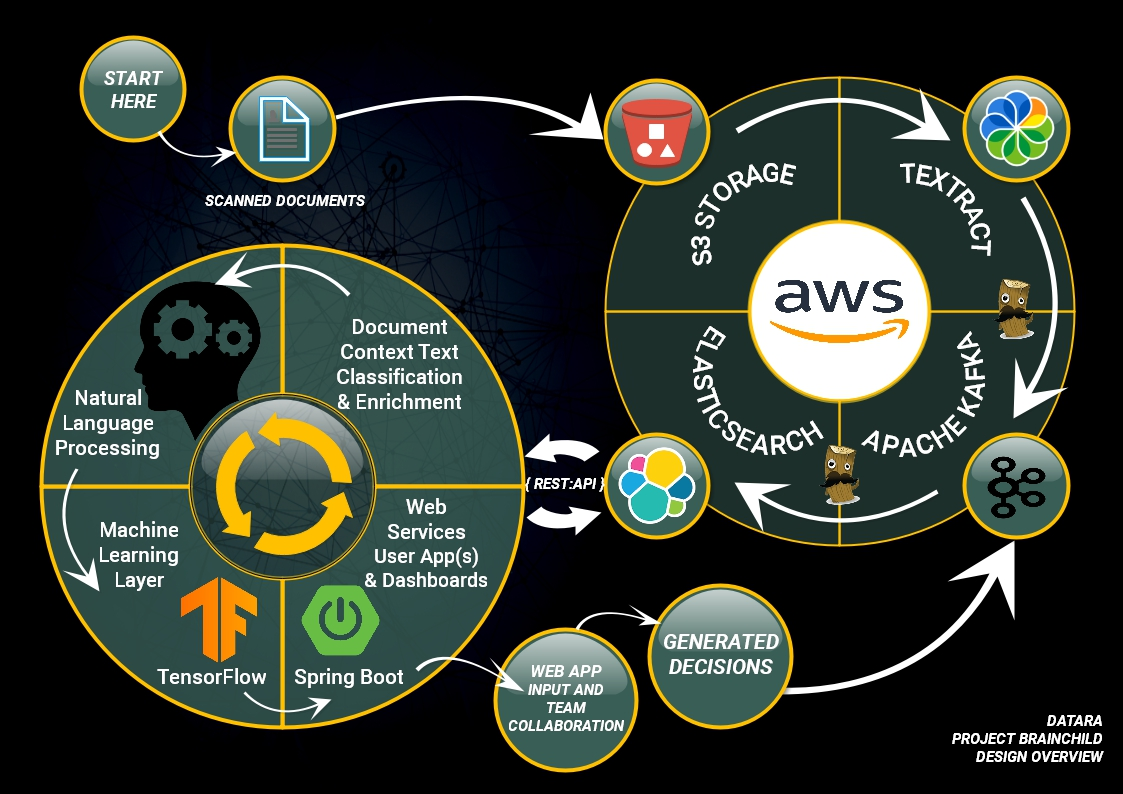 START
HERE
SCANNED DOCUMENTS
S3 STORAGE
TEXTRACT
aws
ELASTICSEARCH
APACHE KAFKA
Document
Context Text
Classification
& Enrichment
Natural
Language
Processing
{ REST:API }
Machine
Learning
Layer
Web
Services
User App(s)
& Dashboards
TensorFlow
Spring Boot
WEB APP
INPUT AND
TEAM
COLLABORATION
GENERATED
DECISIONS
DATARA
PROJECT BRAINCHILD
DESIGN OVERVIEW